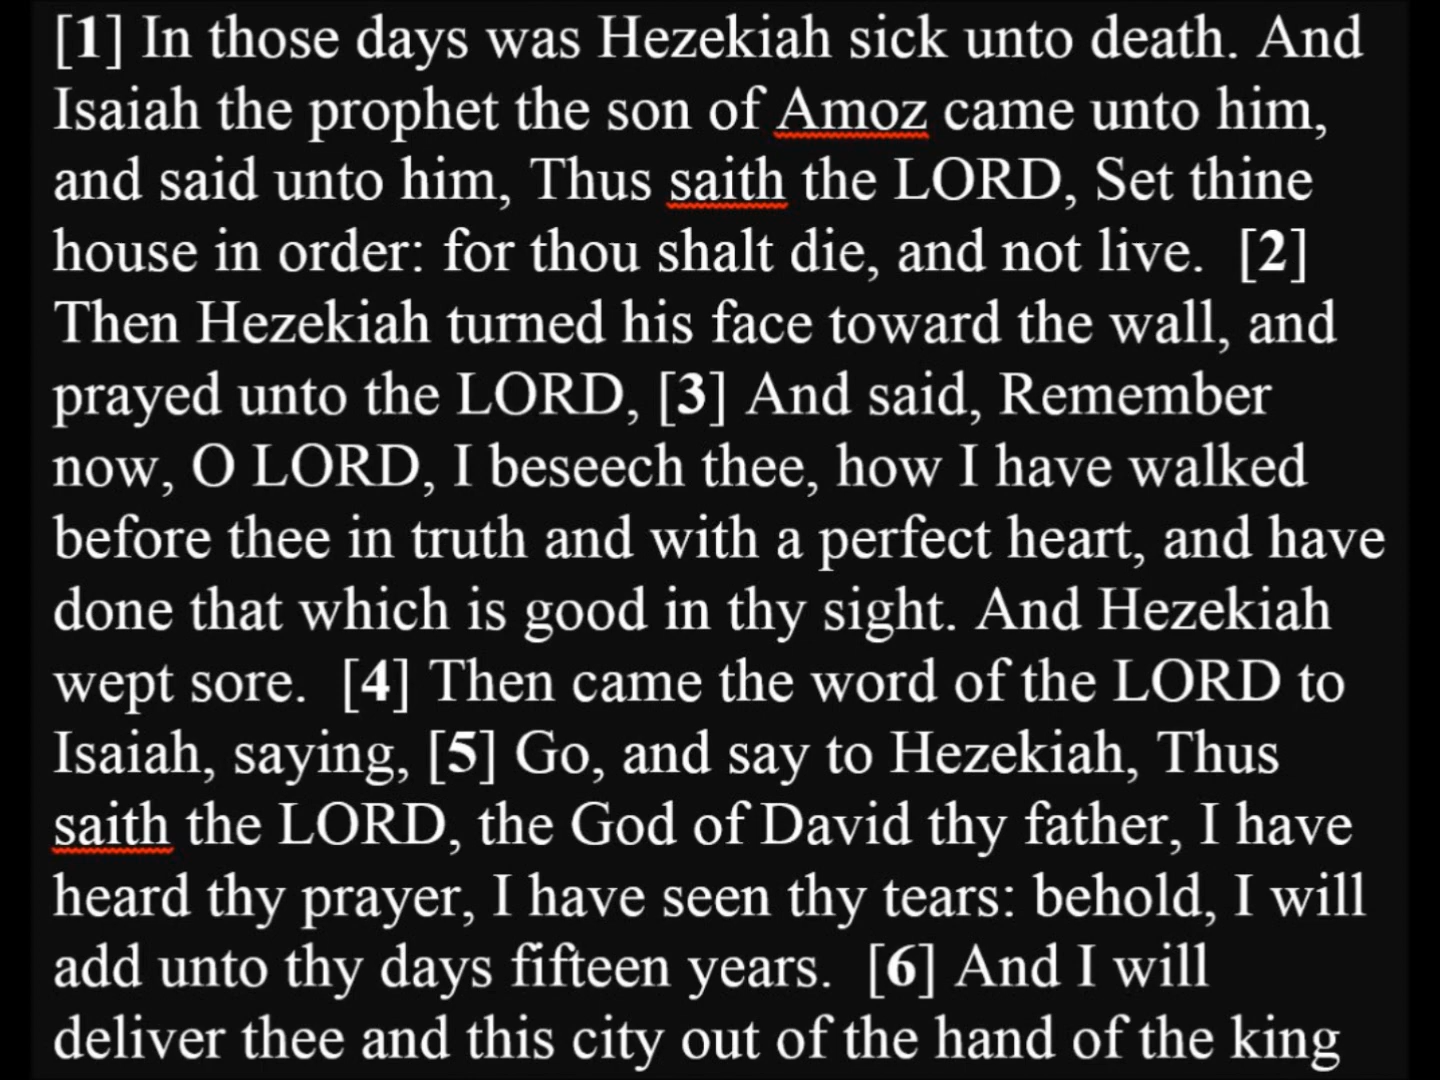 [1] In those days was Hezekiah sick unto death. And
Isaiah the prophet the son of Amoz came unto him,
and said unto him, Thus saith the LORD, Set thine
house in order: for thou shalt die, and not live. [2]
Then Hezekiah turned his face toward the wall, and
prayed unto the LORD, [3] And said, Remember
now, O LORD, I beseech thee, how I have walked
before thee in truth and with a perfect heart, and have
done that which is good in thy sight. And Hezekiah
wept sore. [4] Then came the word of the LORD to
Isaiah, saying, [5] Go, and say to Hezekiah, Thus
saith the LORD, the God of David thy father, I have
heard thy prayer, I have seen thy tears: behold, I will
add unto thy days fifteen years. [6] And I will
deliver thee and this city out of the hand of the king